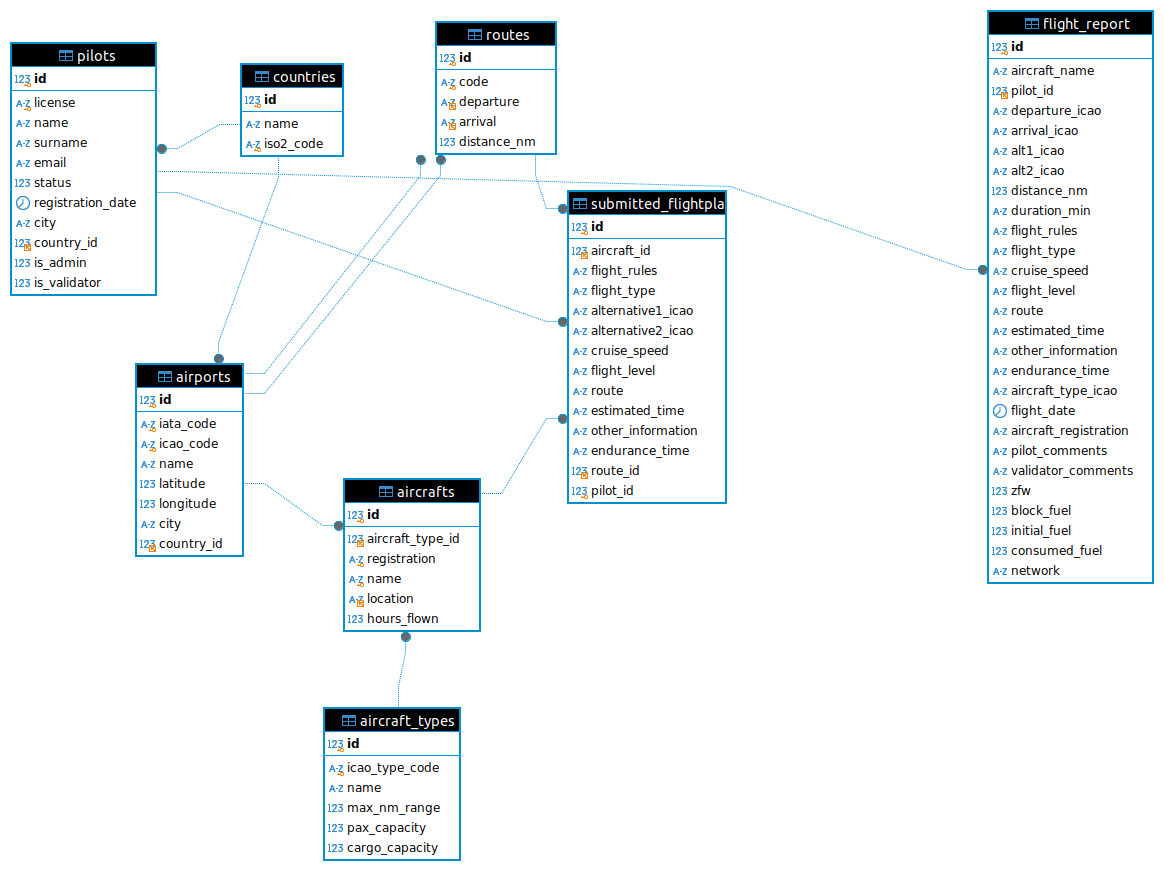 pilots
123 id
A-Z license
A-Z name
A-Z surname
A-Z email
123 status
registration_date
A-Z city
123 country_id
123 is_admin
123 is_validator
countries
123 id
A-Z name
A-Z iso2_code
routes
123 id
A-Z code
A-Z departure
A-Z arrival
123 distance_nm
submitted_flightpla
123 id
123 aircraft_id
A-Z flight_rules
A-Z flight_type
A-Z alternative1_icao
A-Z alternative2_icao
A-Z cruise_speed
A-Z flight_level
A-Z route
A-Z estimated_time
A-Z other_information
A-Z endurance_time
123 route_id
123 pilot_id
flight_report
123 id
A-Z aircraft_name
123 pilot_id
A-Z departure_icao
A-Z arrival_icao
A-Z alt1_icao
A-Z alt2_icao
123 distance_nm
123 duration_min
A-Z flight_rules
A-Z flight_type
A-Z cruise_speed
A-Z flight_level
A-Z route
A-Z estimated_time
A-Z other_information
A-Z endurance_time
A-Z aircraft_type_icao
flight_date
A-Z aircraft_registration
A-Z pilot_comments
A-Z validator_comments
123 zfw
123 block_fuel
123 initial_fuel
123 consumed_fuel
A-Z network
airports
123 id
A-Z iata_code
A-Z icao_code
A-Z name
123 latitude
123 longitude
A-Z city
123 country_id
aircrafts
123 id
123 aircraft_type_id
A-Z registration
A-Z name
A-Z location
123 hours_flown
aircraft_types
123 id
A-Z icao_type_code
A-Z name
123 max_nm_range
123 pax_capacity
123 cargo_capacity